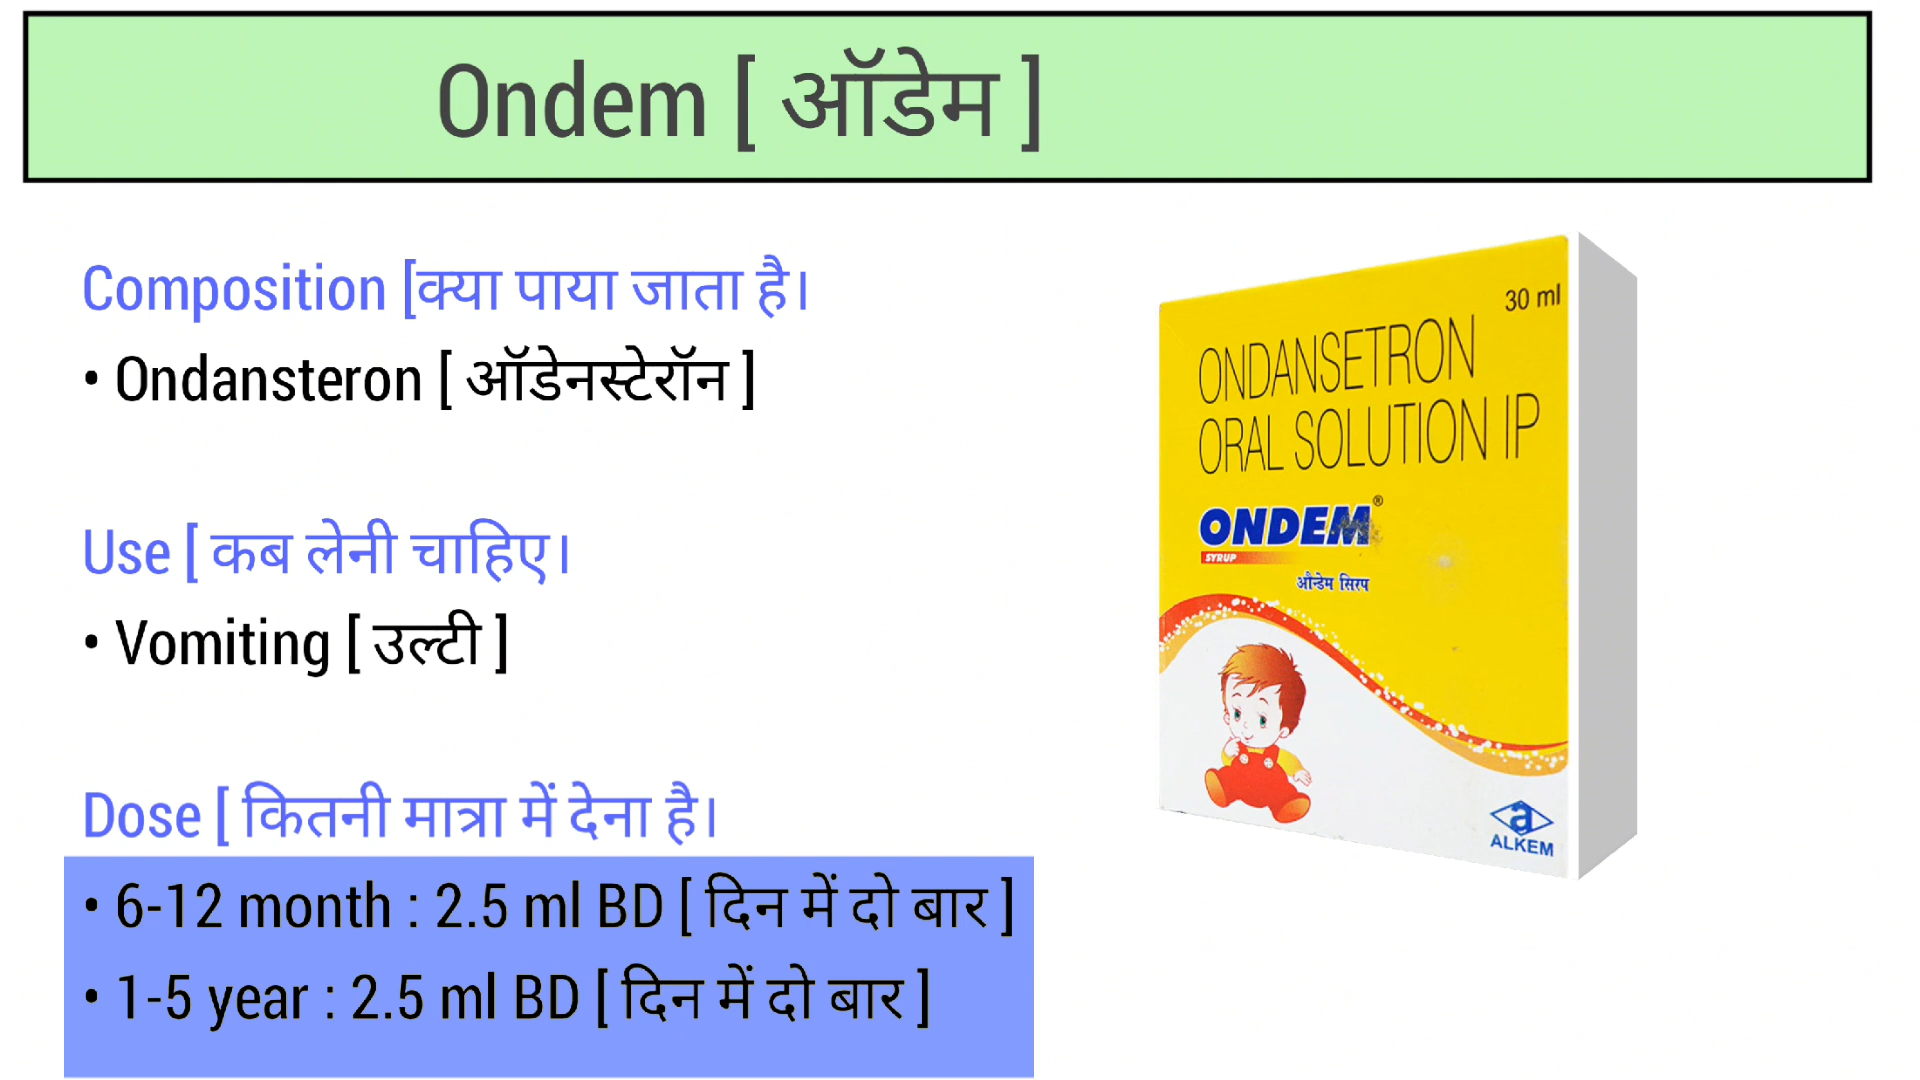 Ondem [ ऑडेम ]
Composition [क्या पाया जाता है।
• Ondansteron [ ऑडेनस्टेरॉन ]
Use [ कब लेनी चाहिए।
• Vomiting [ उल्टी ]
Dose [ कितनी मात्रा में देना है।
• 6-12 month : 2.5 ml BD [ दिन में दो बार ]
• 1-5 year : 2.5 ml BD [ दिन में दो बार ]
30 ml
ONDANSETRON
ORAL SOLUTION IP
ONDEM®
SYRUP
औन्डेम सिरप
a
ALKEM